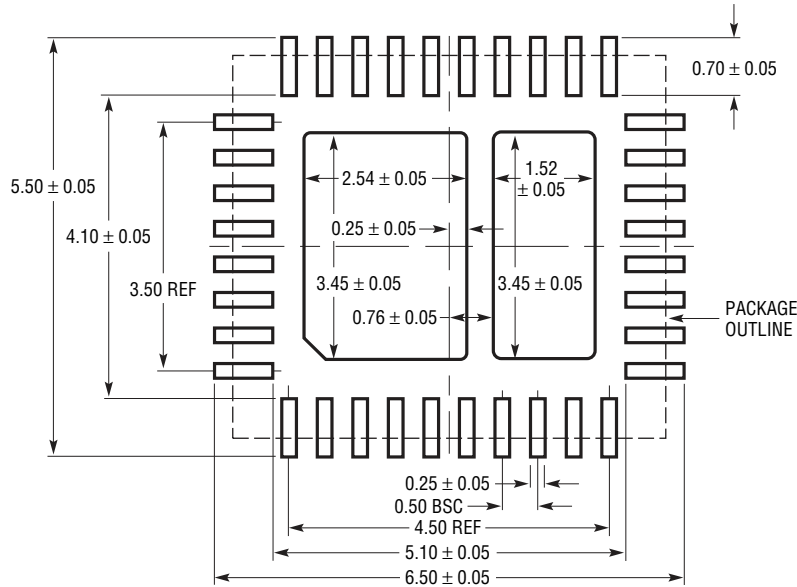 0.70 ± 0.05
5.50 ± 0.05
2.54 ± 0.05
1.52
± 0.05
0.25 ± 0.05
4.10 ± 0.05
3.50 REF
3.45 ± 0.05
3.45 ± 0.05
0.76 ± 0.05
PACKAGE
OUTLINE
0.25 ± 0.05
0.50 BSC
4.50 REF
5.10 ± 0.05
6.50 ± 0.05